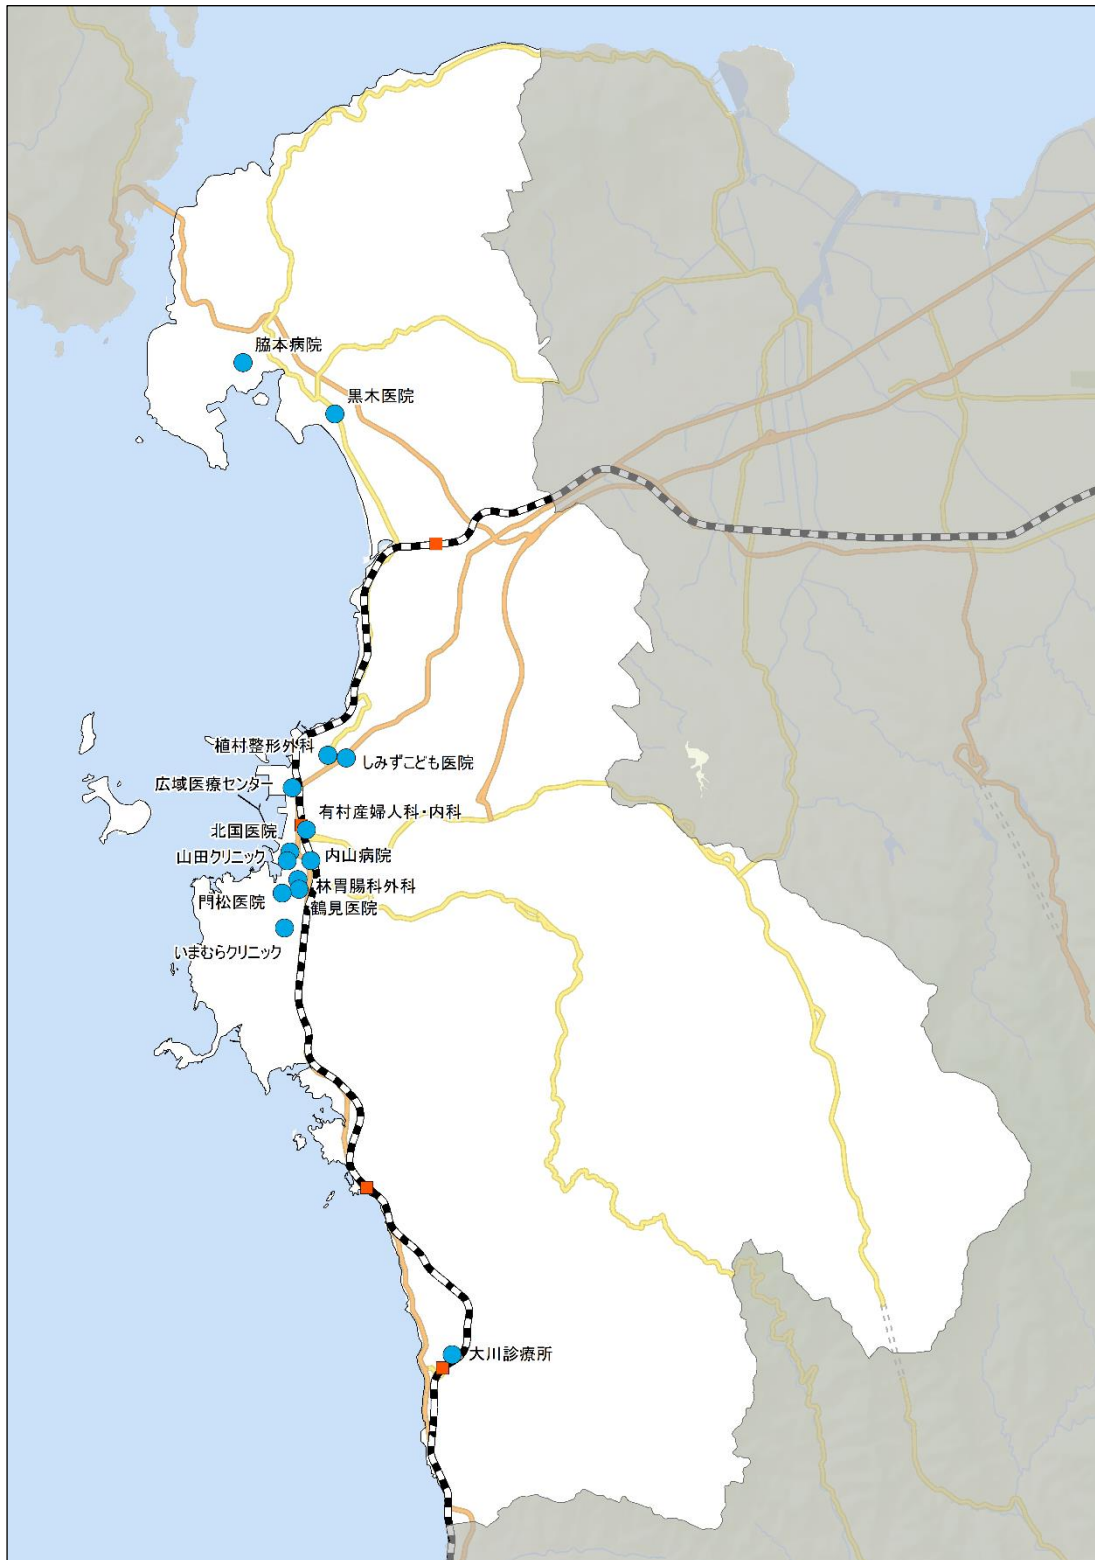 脇本病院
黒木医院
植村整形外科
しみずこども医院
広域医療センター
有村産婦人科・内科
北国医院
山田クリニック
内山病院
林胃腸科外科
門松医院
鶴見医院
いまむらクリニック
大川診療所